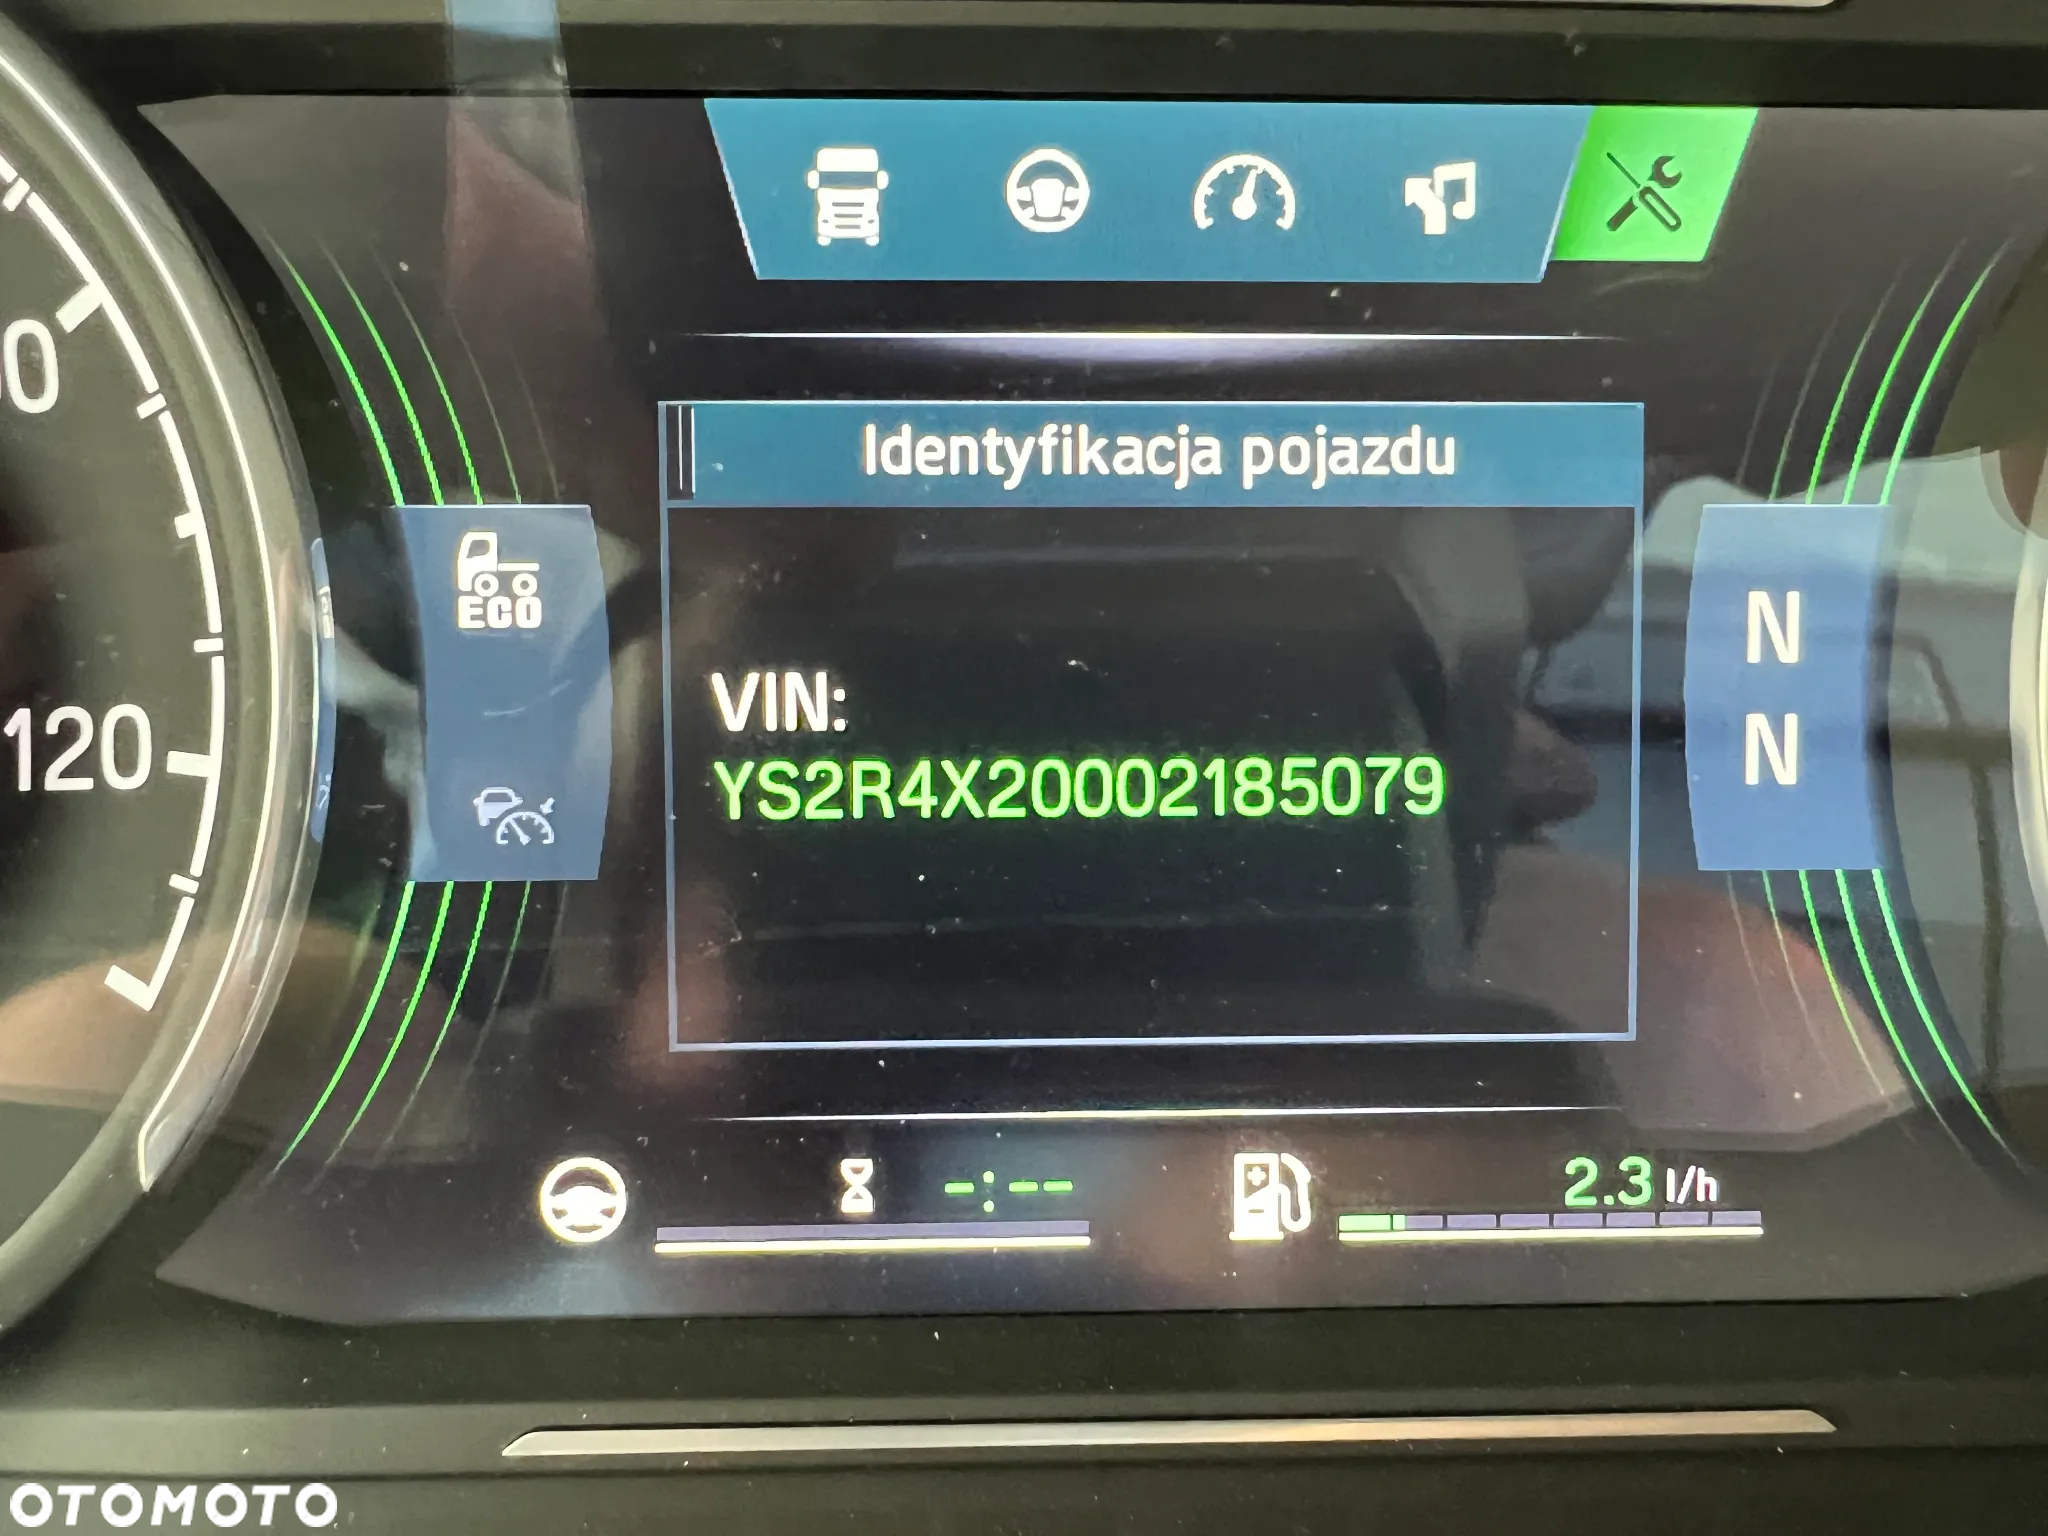 Identyfikacja pojazdu
ECO
N
VIN:
120
N
YS2R4X20002185079
-:--
2.3 l/h
OTOMOTO